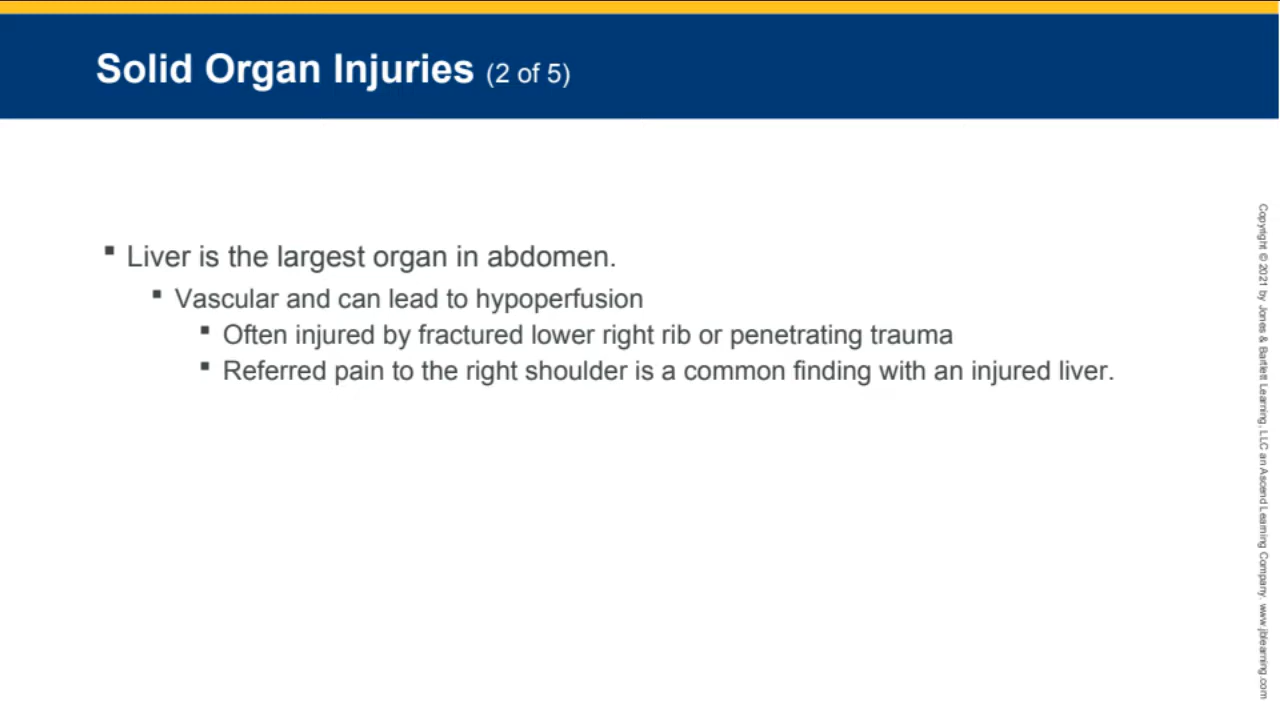 Solid Organ Injuries (2 of 5)
▪ Liver is the largest organ in abdomen.
▪ Vascular and can lead to hypoperfusion
▪ Often injured by fractured lower right rib or penetrating trauma
▪ Referred pain to the right shoulder is a common finding with an injured liver.
Copyright © 2021 by Jones & Bartlett Learning, LLC an Ascend Learning Company. www.jblearning.com